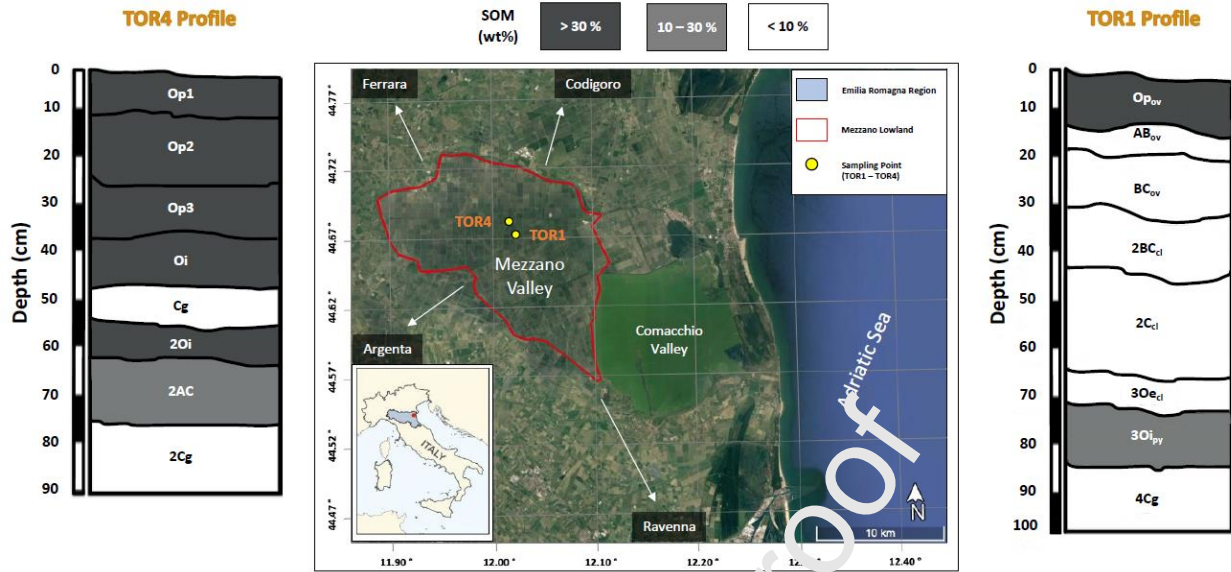 TOR4 Profile
SOM
(wt%)
> 30 %
10 – 30 %
< 10 %
TOR1 Profile
Depth (cm)
0
10
20
30
40
50
60
70
80
90
Op1
Op2
Op3
Oi
Cg
2Oi
2AC
2Cg
Ferrara
Codigoro
Emilia Romagna Region
Mezzano Lowland
Sampling Point
(TOR1 – TOR4)
44.77 °
44.72 °
44.67 °
44.62 °
44.57 °
44.52 °
44.47 °
TOR4
TOR1
Mezzano
Valley
Comacchio
Valley
Adriatic Sea
Argenta
ITALY
Ravenna
N
10 km
11.90 °
12.00 °
12.10 °
12.20 °
12.30 °
12.40 °
roof
Depth (cm)
0
10
20
30
40
50
60
70
80
90
100
Opov
ABov
BCov
2BCcl
2Ccl
3Oecl
3Oipy
4Cg